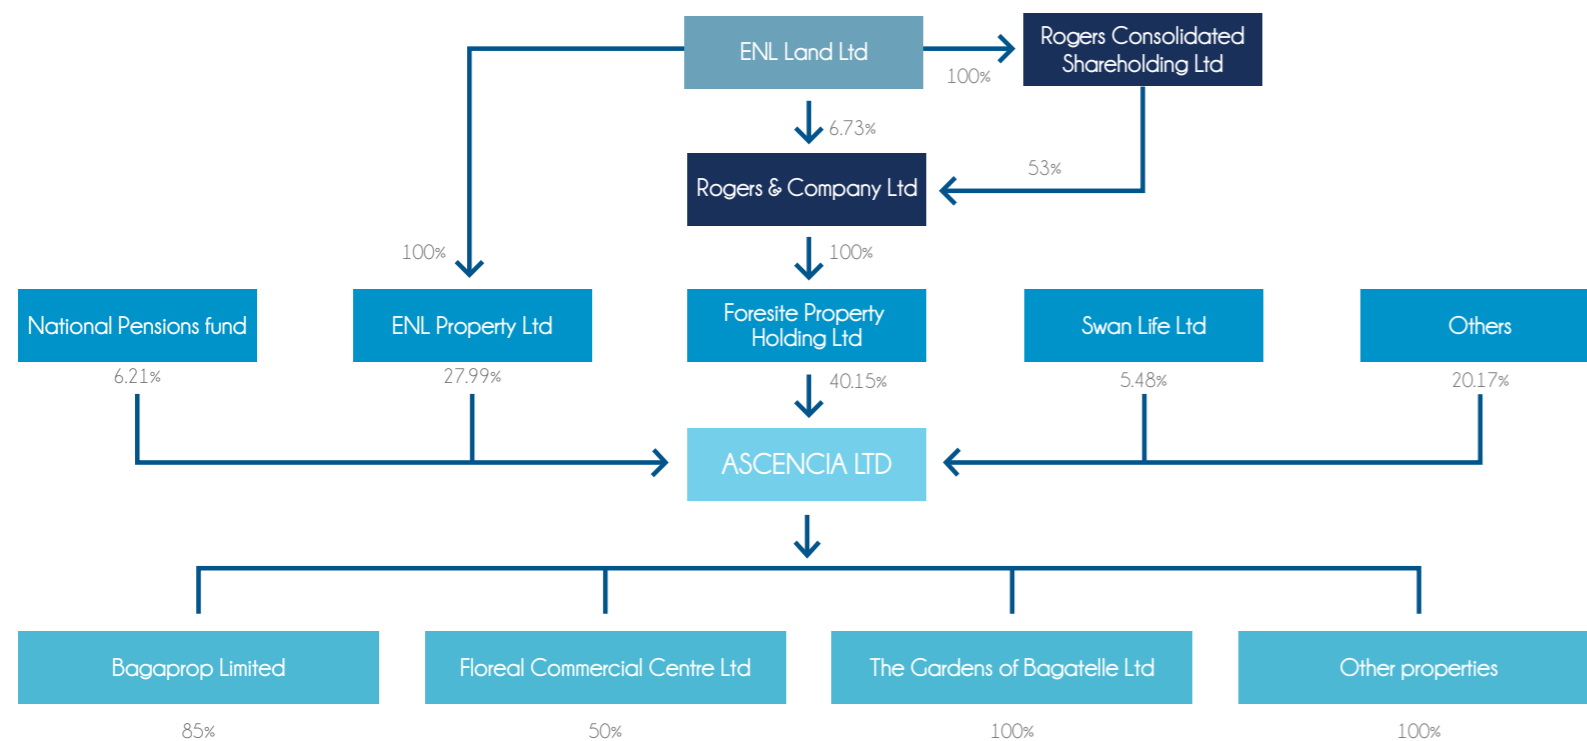 ENL Land Ltd
Rogers Consolidated
Shareholding Ltd
100%
6.73%
53%
Rogers & Company Ltd
100%
100%
National Pensions fund
ENL Property Ltd
Foresite Property
Holding Ltd
Swan Life Ltd
Others
6.21%
27.99%
40.15%
5.48%
20.17%
ASCENCIA LTD
Bagaprop Limited
Floreal Commercial Centre Ltd
The Gardens of Bagatelle Ltd
Other properties
85%
50%
100%
100%